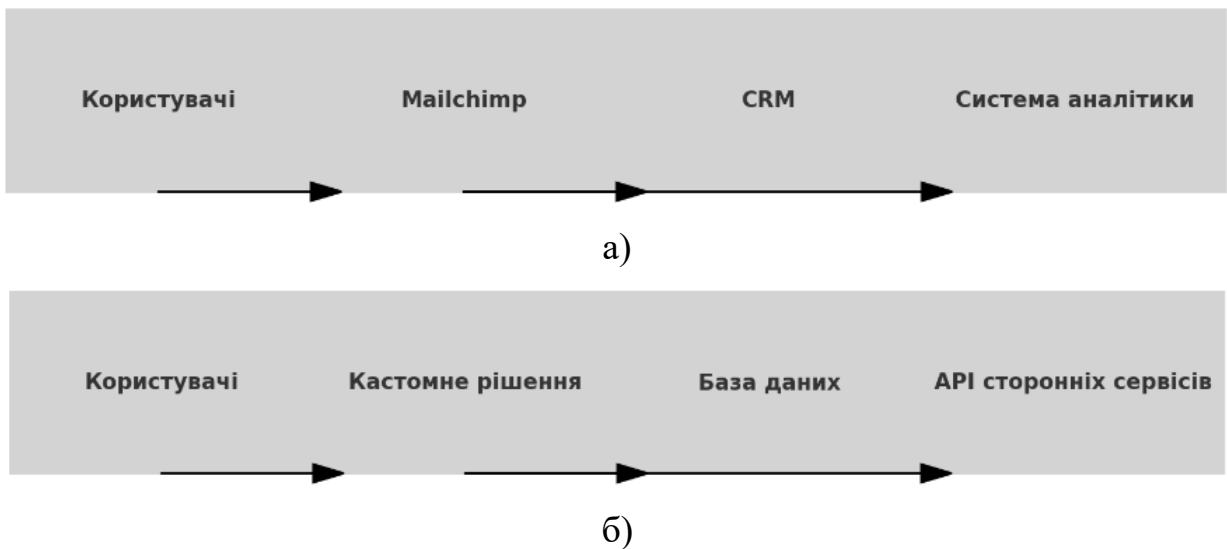 Користувачі Mailchimp CRM Система аналітики
а)
Користувачі Кастомне рішення База даних API сторонніх сервісів
б)